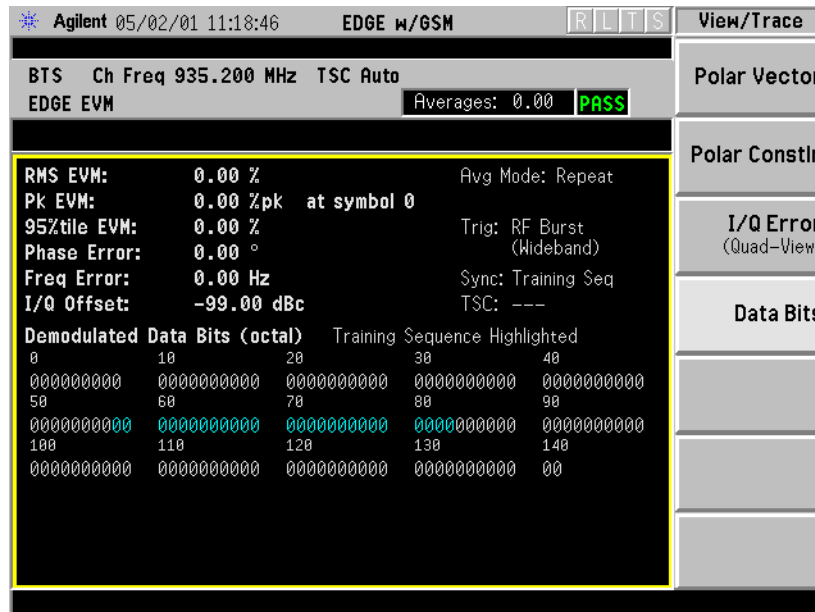 Agilent 05/02/01 11:18:46 EDGE w/GSM R L T S View/Trace
BTS Ch Freq 935.200 MHz TSC Auto
EDGE EVM Averages: 0.00 PASS
Polar Vector
Polar Constln
I/Q Error
(Quad-View
Data Bits
RMS EVM: 0.00 % Avg Mode: Repeat
Pk EVM: 0.00 %pk at symbol 0
95%tile EVM: 0.00 % Trig: RF Burst
Phase Error: 0.00 ° (Wideband)
Freq Error: 0.00 Hz Sync: Training Seq
I/Q Offset: -99.00 dBc TSC: ---
Demodulated Data Bits (octal) Training Sequence Highlighted
0 10 20 30 40
000000000 0000000000 0000000000 0000000000 0000000000
50 60 70 80 90
0000000000 0000000000 0000000000 0000000000 0000000000
100 110 120 130 140
0000000000 0000000000 0000000000 0000000000 00